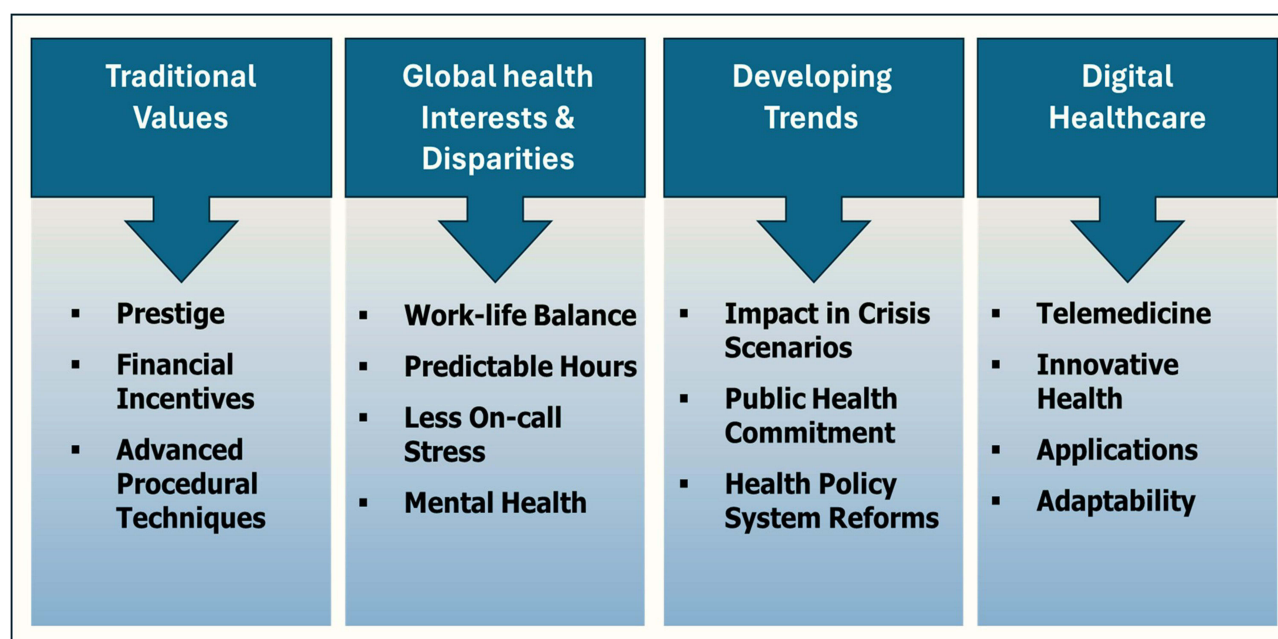 Traditional
Values
▪ Prestige
▪ Financial
Incentives
▪ Advanced
Procedural
Techniques
Global health
Interests &
Disparities
▪ Work-life Balance
▪ Predictable Hours
▪ Less On-call
Stress
▪ Mental Health
Developing
Trends
▪ Impact in Crisis
Scenarios
▪ Public Health
Commitment
▪ Health Policy
System Reforms
Digital
Healthcare
▪ Telemedicine
▪ Innovative
Health
▪ Applications
▪ Adaptability